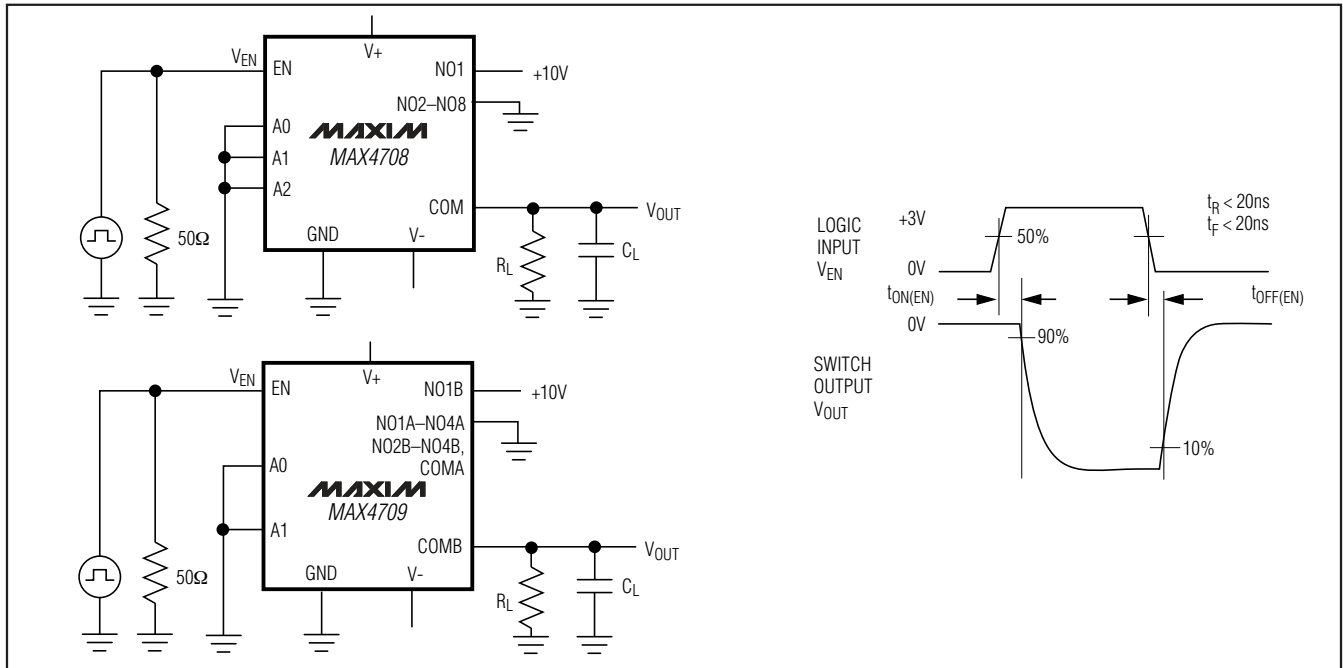 V+
VEN
EN
NO1
+10V
NO2–NO8
A0
MAXIM
A1
MAX4708
A2
COM
VOUT
50Ω
GND
V-
RL
CL
V+
VEN
EN
NO1B
+10V
NO1A–NO4A
NO2B–NO4B,
COMA
A0
MAXIM
MAX4709
A1
COMB
VOUT
50Ω
GND
V-
RL
CL
LOGIC
INPUT
VEN
+3V
50%
0V
tR < 20ns
tF < 20ns
tON(EN)
tOFF(EN)
0V
90%
SWITCH
OUTPUT
VOUT
10%